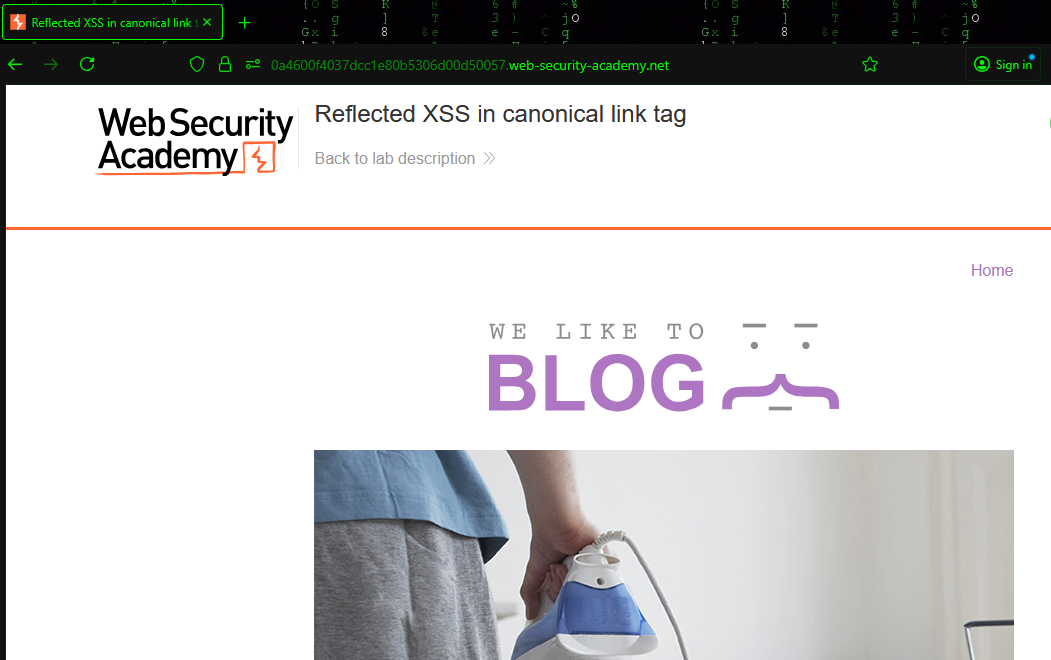 Reflected XSS in canonical link t
0a4600f4037dcc1e80b5306d00d50057.web-security-academy.net
Sign in
Web Security
Academy
Reflected XSS in canonical link tag
Back to lab description
Home
WE LIKE TO
BLOG